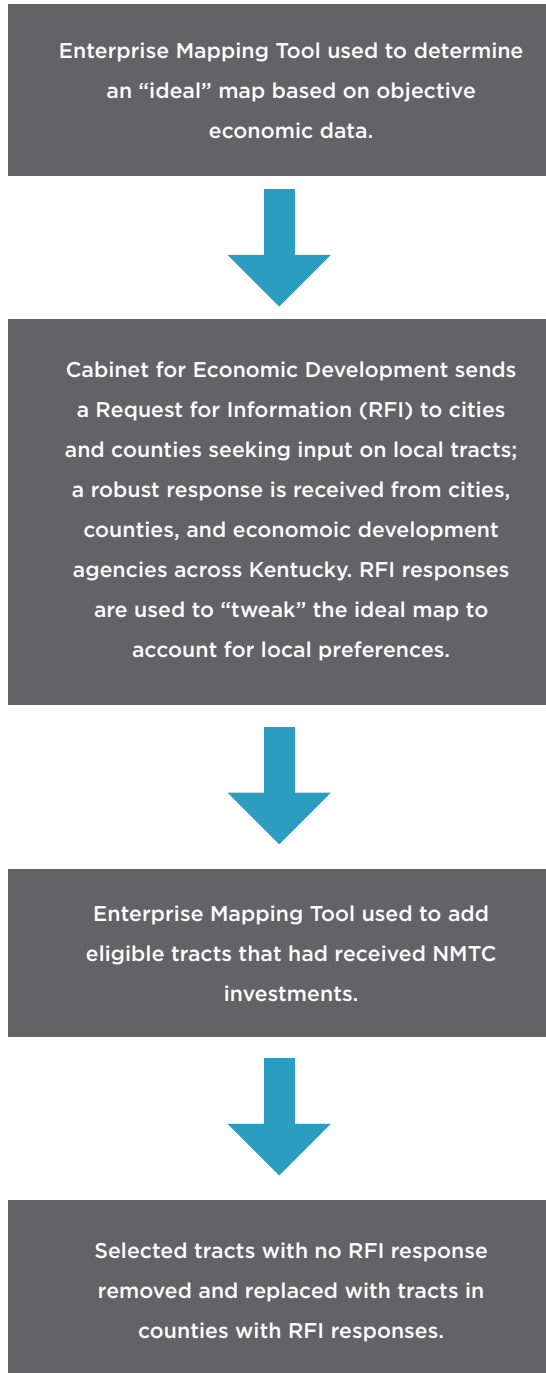 Enterprise Mapping Tool used to determine
an “ideal” map based on objective
economic data.
Cabinet for Economic Development sends
a Request for Information (RFI) to cities
and counties seeking input on local tracts;
a robust response is received from cities,
counties, and economoic development
agencies across Kentucky. RFI responses
are used to “tweak” the ideal map to
account for local preferences.
Enterprise Mapping Tool used to add
eligible tracts that had received NMTC
investments.
Selected tracts with no RFI response
removed and replaced with tracts in
counties with RFI responses.